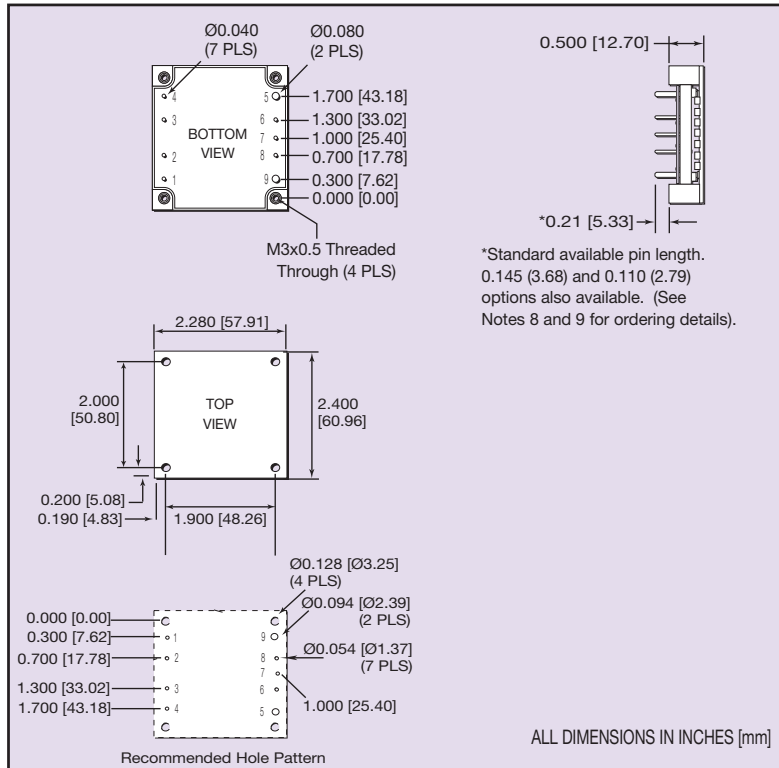 Ø0.040
(7 PLS)
Ø0.080
(2 PLS)
4
3
2
1
BOTTOM
VIEW
5
6
7
8
9
1.700 [43.18]
1.300 [33.02]
1.000 [25.40]
0.700 [17.78]
0.300 [7.62]
0.000 [0.00]
M3x0.5 Threaded
Through (4 PLS)
0.500 [12.70]
*0.21 [5.33]
*Standard available pin length.
0.145 (3.68) and 0.110 (2.79)
options also available. (See
Notes 8 and 9 for ordering details).
2.280 [57.91]
2.000
[50.80]
TOP
VIEW
2.400
[60.96]
0.200 [5.08]
0.190 [4.83]
1.900 [48.26]
Ø0.128 [Ø3.25]
(4 PLS)
Ø0.094 [Ø2.39]
(2 PLS)
Ø0.054 [Ø1.37]
(7 PLS)
0.000 [0.00]
0.300 [7.62]
0.700 [17.78]
1.300 [33.02]
1.700 [43.18]
1
2
3
4
9
8
7
6
5
1.000 [25.40]
Recommended Hole Pattern
ALL DIMENSIONS IN INCHES [mm]